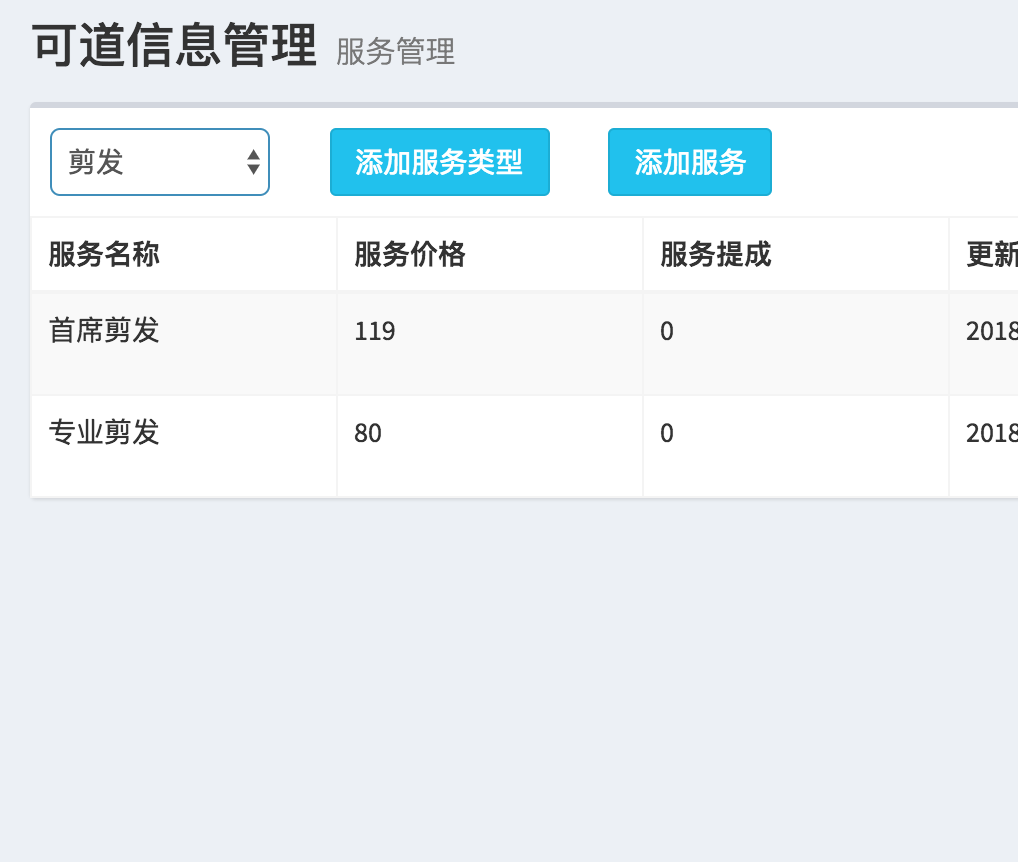 可道信息管理 服务管理
剪发 添加服务类型 添加服务
服务名称 服务价格 服务提成 更新
首席剪发 119 0 2018
专业剪发 80 0 2018